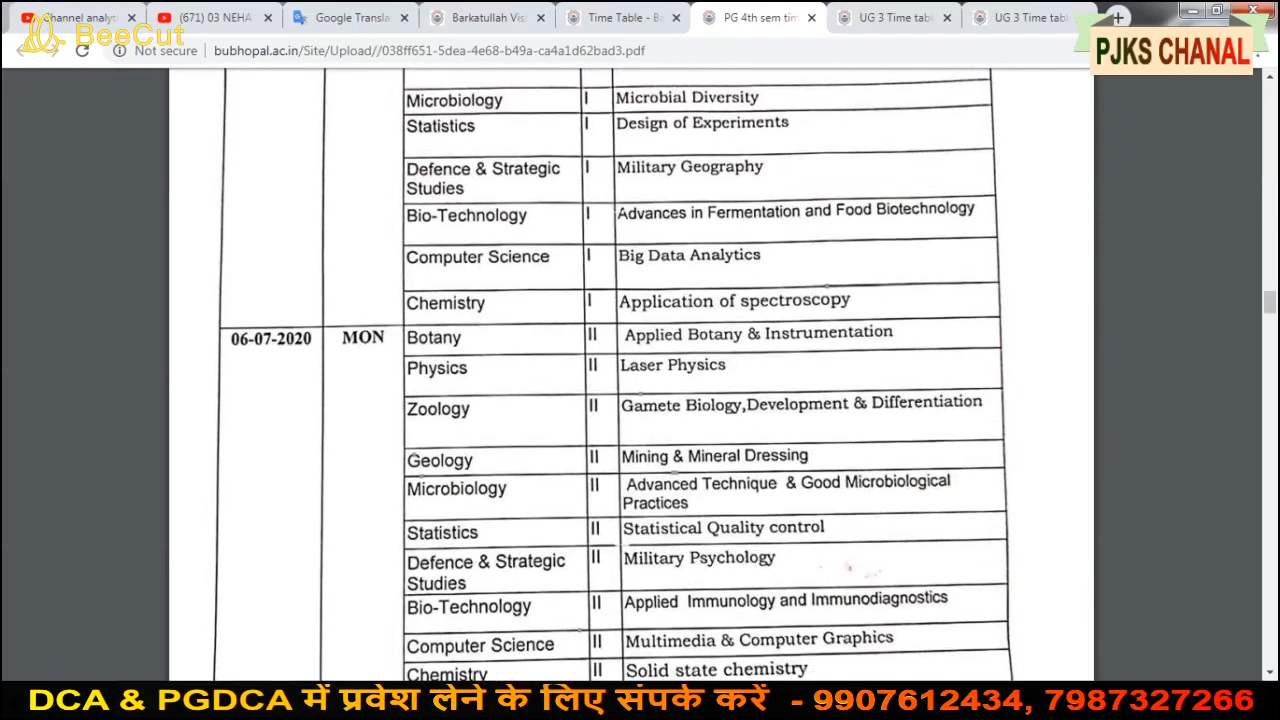 Channel analyt
(671) 03 NEHA
Google Transla
Barkatullah V
Time Table - Ba
PG 4th sem tim
UG 3 Time tabl
UG 3 Time tabl
BeeCut
Not secure
bubhopal.ac.in/Site/Upload//038ff651-5dea-4e68-b49a-ca4a1d62bad3.pdf
PJKS CHANAL
Microbiology I Microbial Diversity
Statistics I Design of Experiments
Defence & Strategic I Military Geography
Studies
Bio-Technology I Advances in Fermentation and Food Biotechnology
Computer Science I Big Data Analytics
Chemistry I Application of spectroscopy
06-07-2020 MON Botany II Applied Botany & Instrumentation
Physics II Laser Physics
Zoology II Gamete Biology,Development & Differentiation
Geology II Mining & Mineral Dressing
Microbiology II Advanced Technique & Good Microbiological
Practices
Statistics II Statistical Quality control
Defence & Strategic II Military Psychology
Studies
Bio-Technology II Applied Immunology and Immunodiagnostics
Computer Science II Multimedia & Computer Graphics
Chemistry II Solid state chemistry
DCA & PGDCA में प्रवेश लेने के लिए संपर्क करें - 9907612434, 7987327266